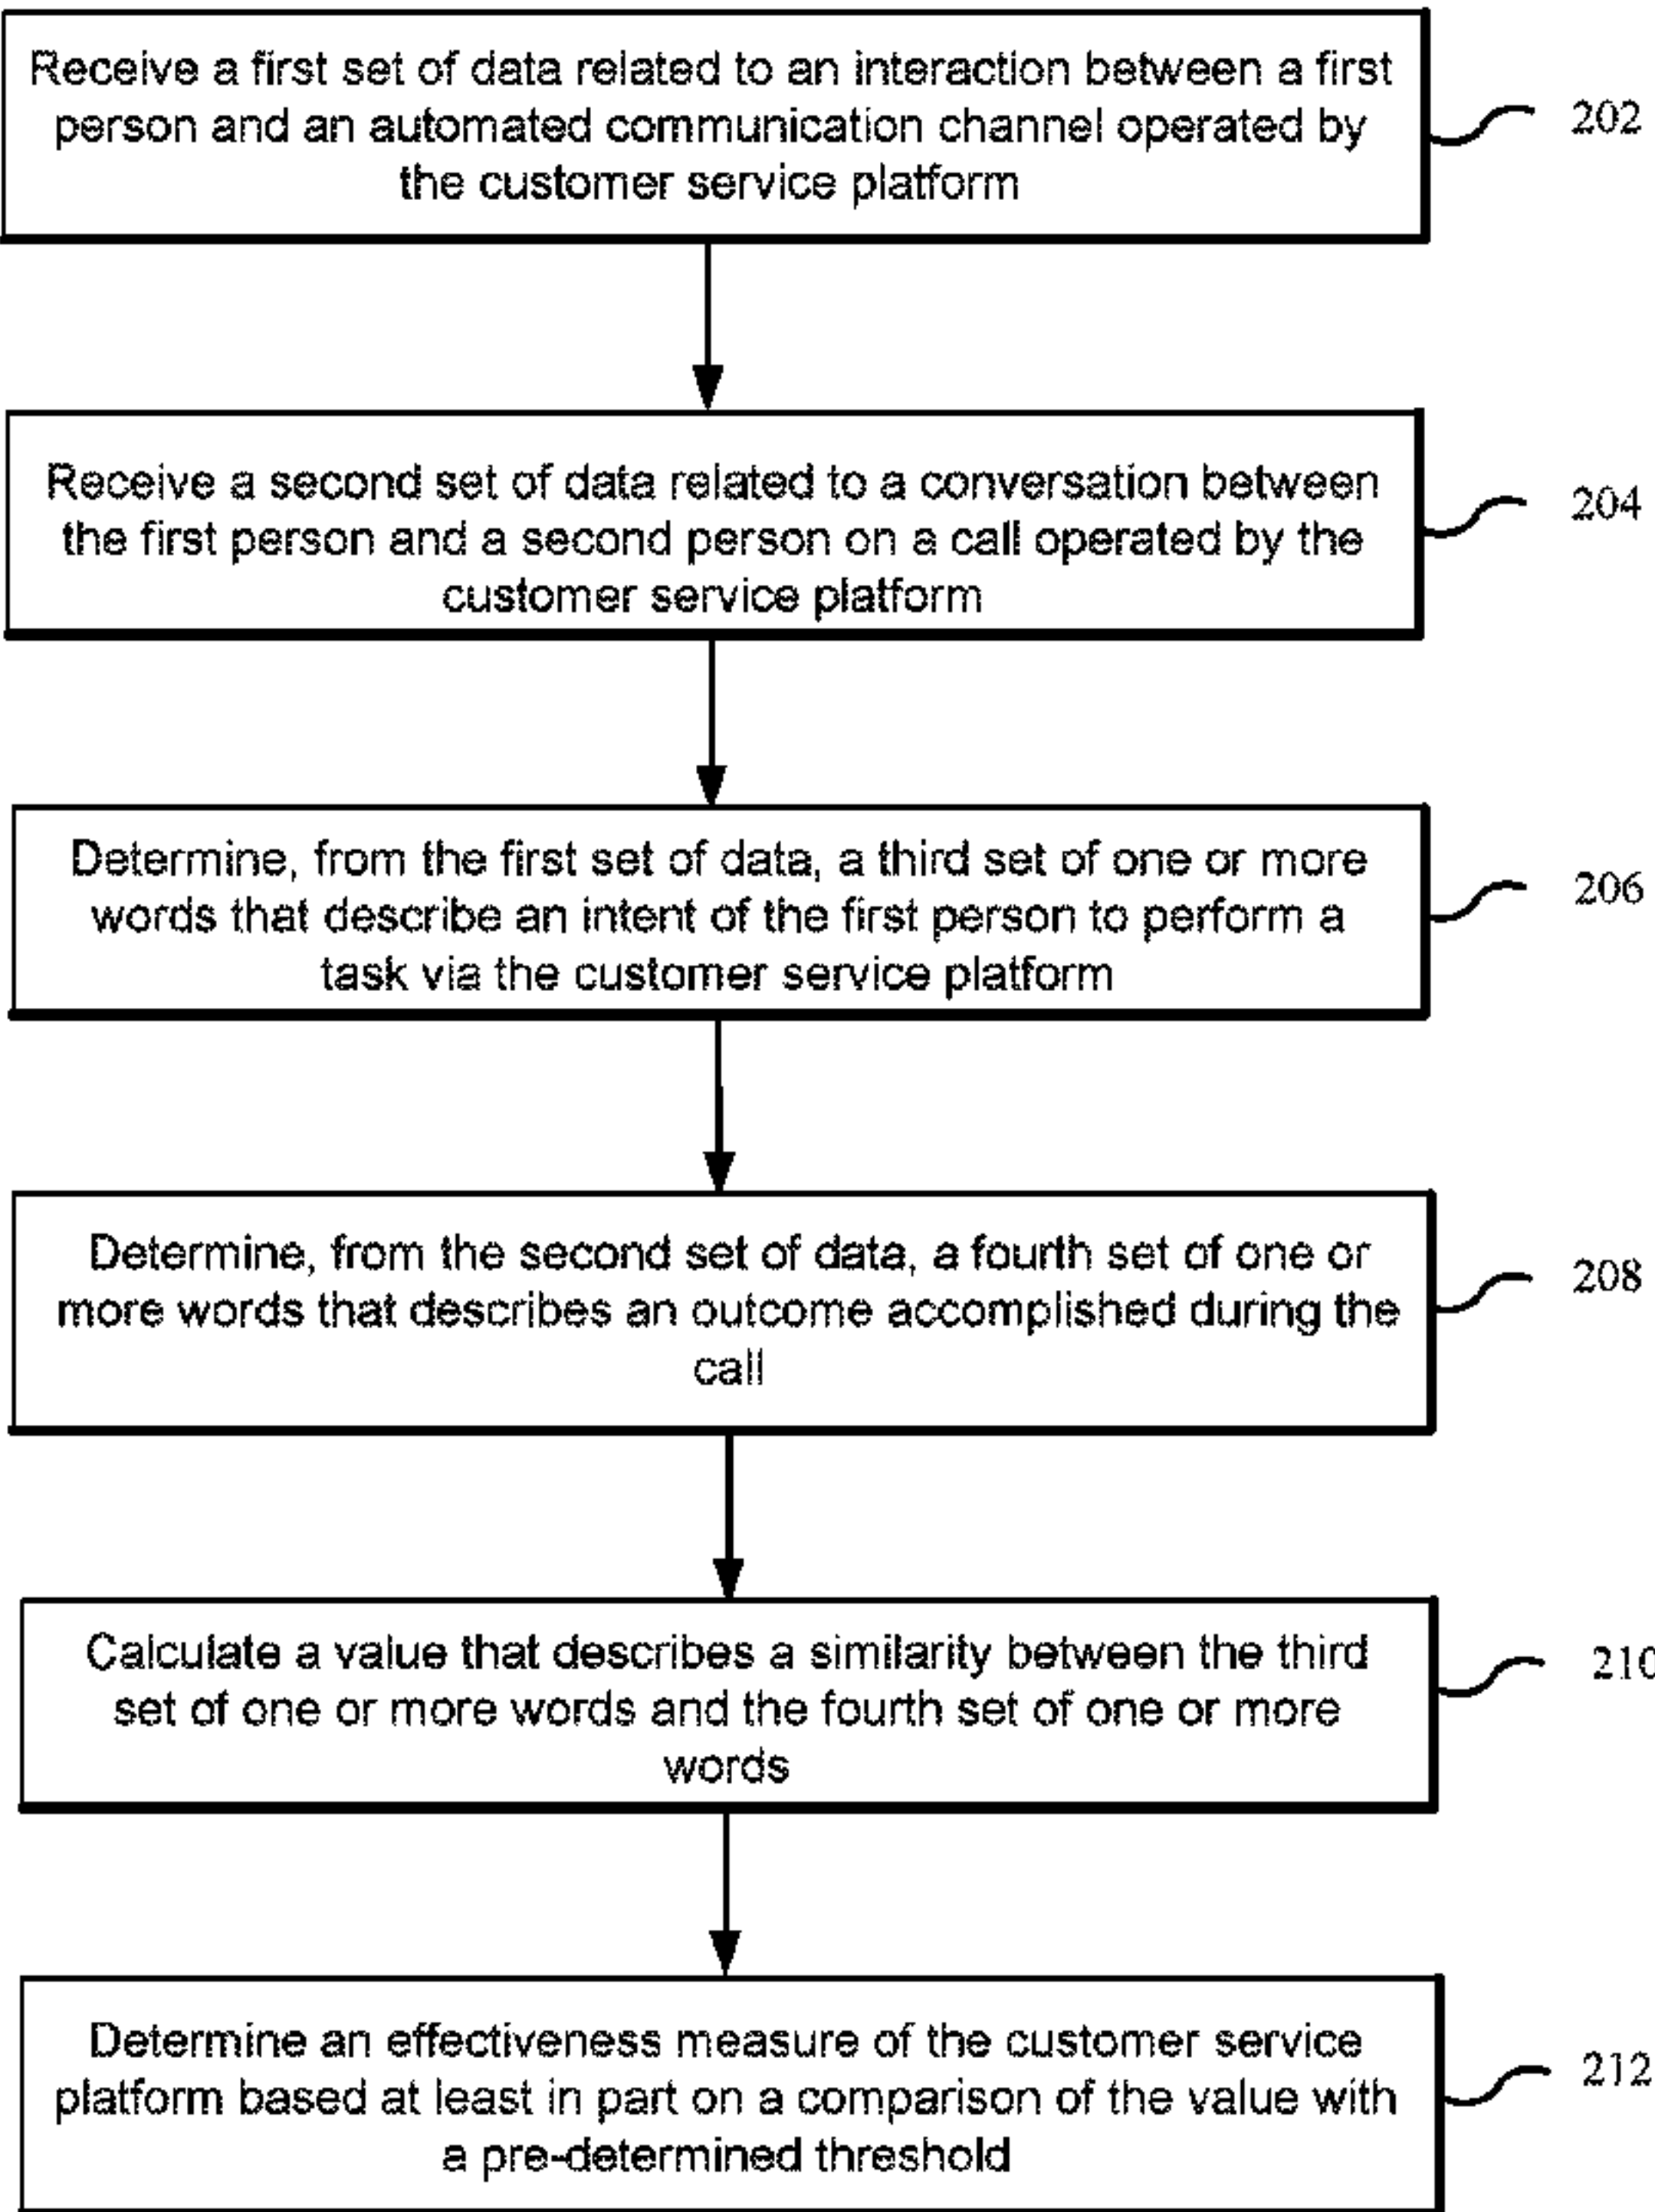 Receive a first set of data related to an interaction between a first
person and an automated communication channel operated by
the customer service platform
202
Receive a second set of data related to a conversation between
the first person and a second person on a call operated by the
customer service platform
204
Determine, from the first set of data, a third set of one or more
words that describe an intent of the first person to perform a
task via the customer service platform
206
Determine, from the second set of data, a fourth set of one or
more words that describes an outcome accomplished during the
call
208
Calculate a value that describes a similarity between the third
set of one or more words and the fourth set of one or more
words
210
Determine an effectiveness measure of the customer service
platform based at least in part on a comparison of the value with
a pre-determined threshold
212